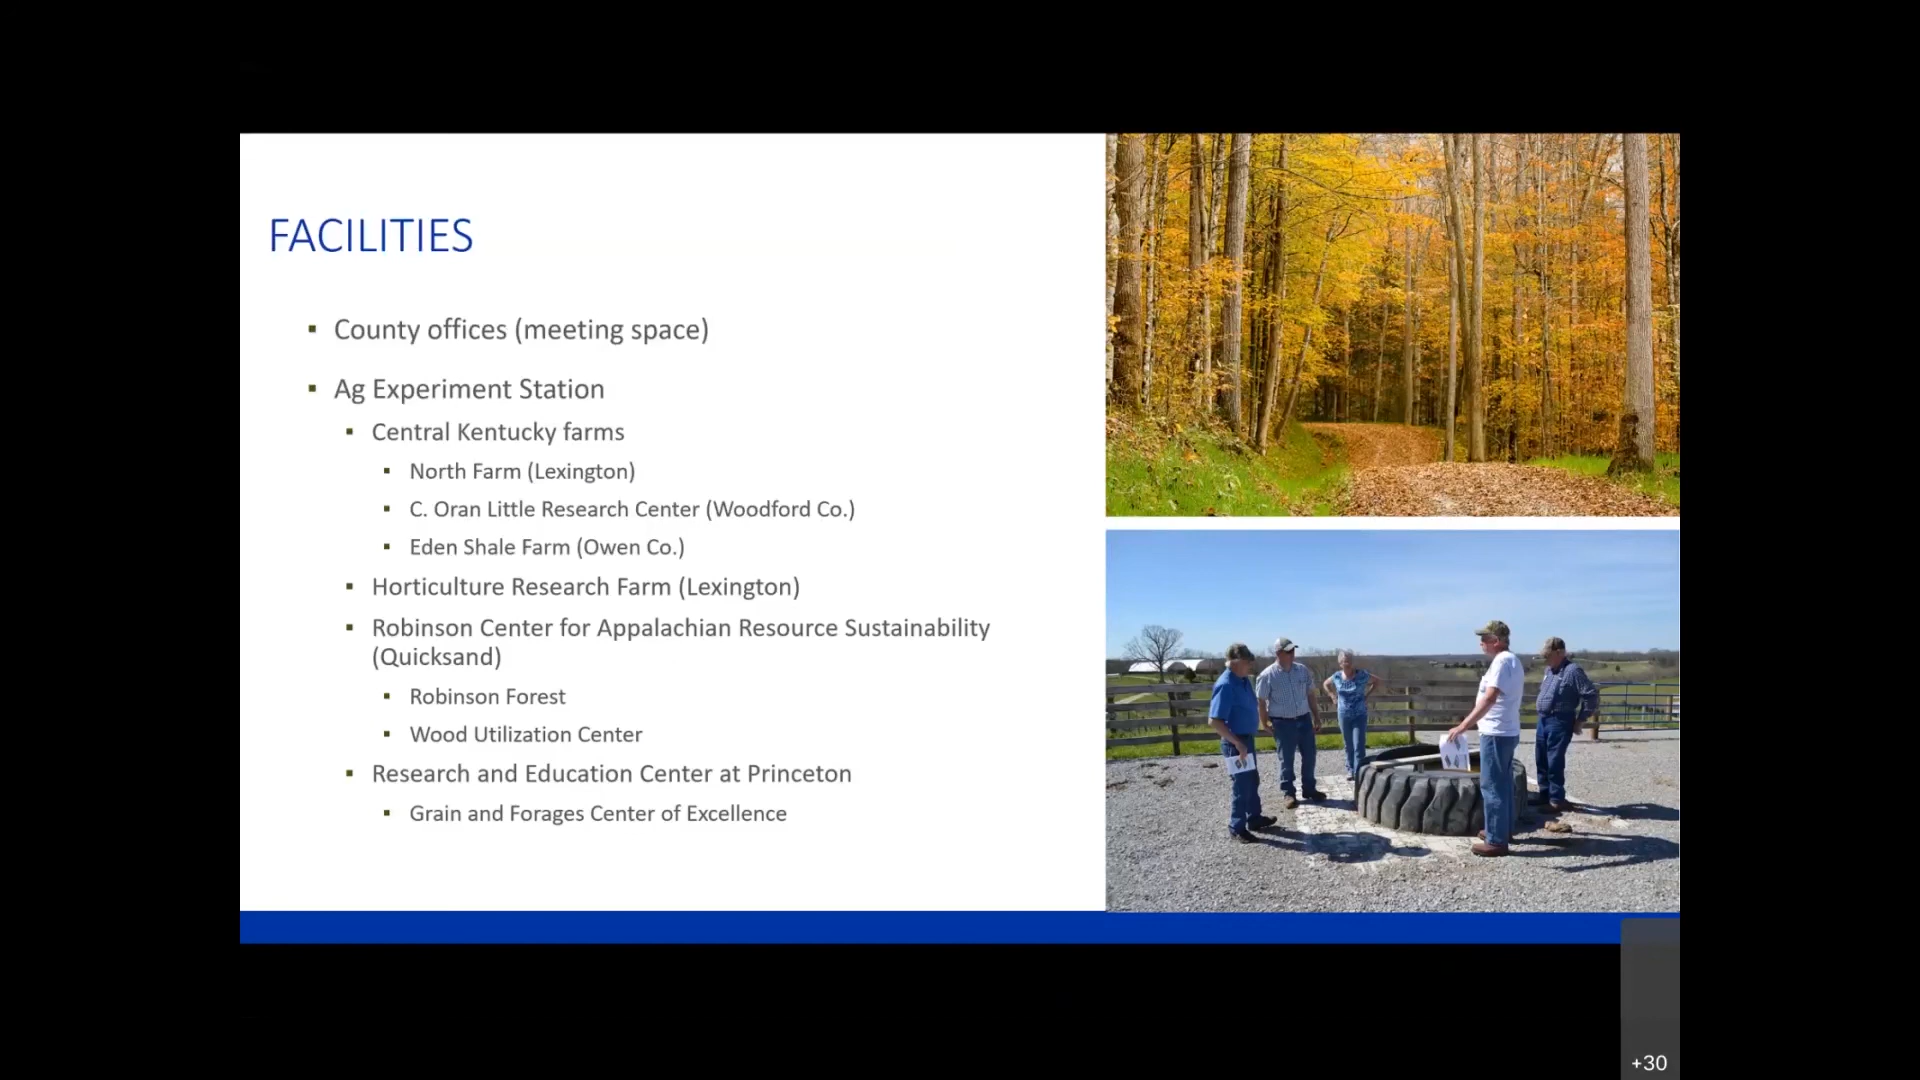 FACILITIES
▪ County offices (meeting space)
▪ Ag Experiment Station
▪ Central Kentucky farms
▪ North Farm (Lexington)
▪ C. Oran Little Research Center (Woodford Co.)
▪ Eden Shale Farm (Owen Co.)
▪ Horticulture Research Farm (Lexington)
▪ Robinson Center for Appalachian Resource Sustainability
(Quicksand)
▪ Robinson Forest
▪ Wood Utilization Center
▪ Research and Education Center at Princeton
▪ Grain and Forages Center of Excellence
+30